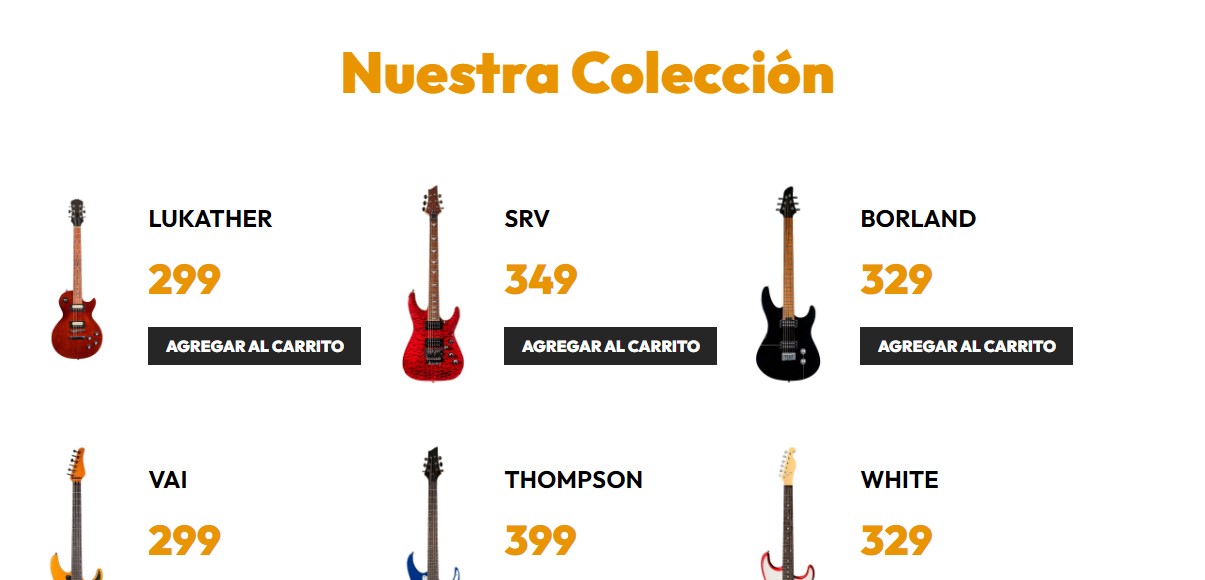 Nuestra Colección
LUKATHER
299
AGREGAR AL CARRITO
SRV
349
AGREGAR AL CARRITO
BORLAND
329
AGREGAR AL CARRITO
VAI
299
THOMPSON
399
WHITE
329